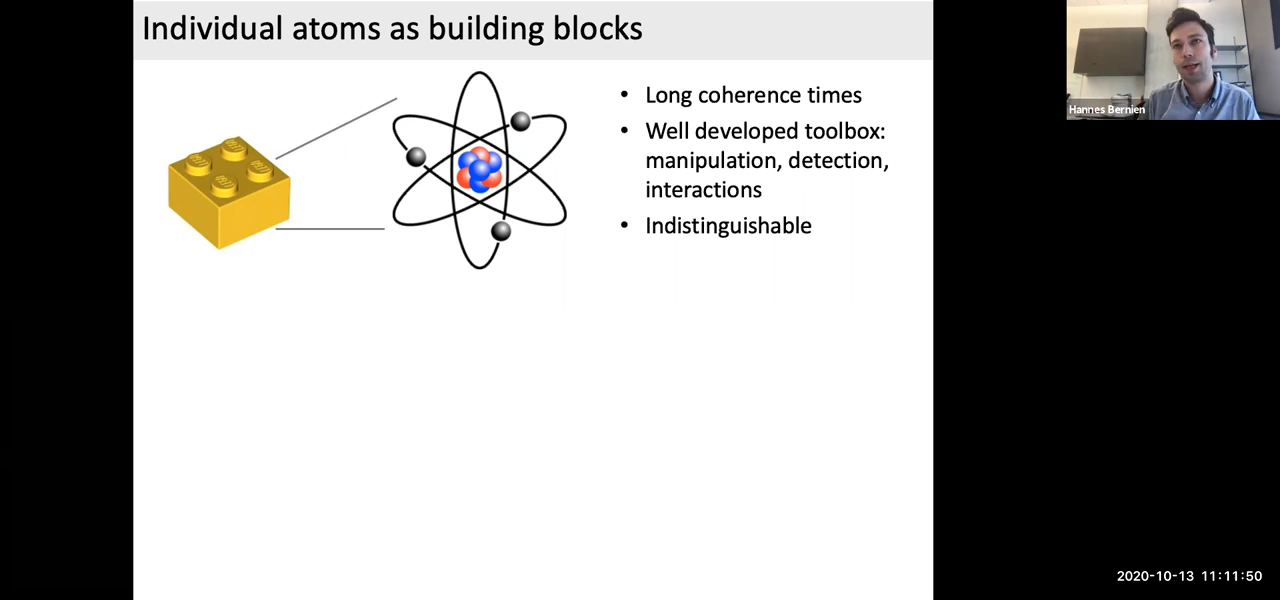 Individual atoms as building blocks
• Long coherence times
• Well developed toolbox:
manipulation, detection,
interactions
• Indistinguishable
Hannes Bernien
2020-10-13 11:11:50